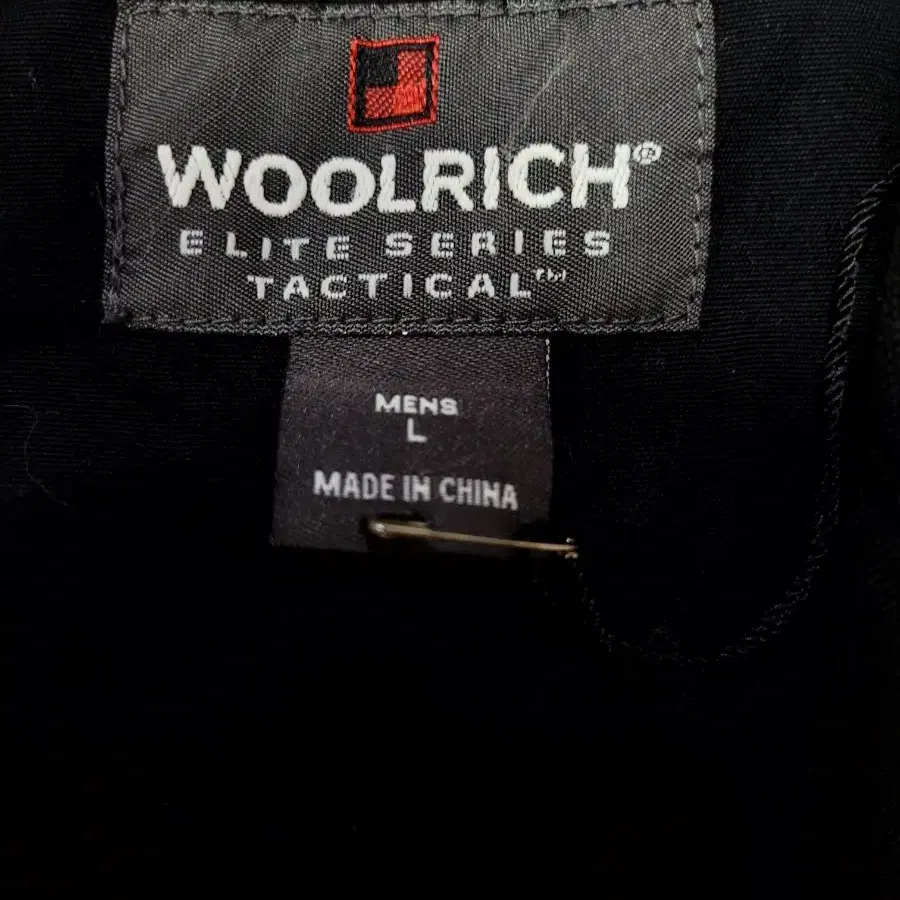 WOOLRICH®
ELITE SERIES
TACTICAL™
MENS
L
MADE IN CHINA